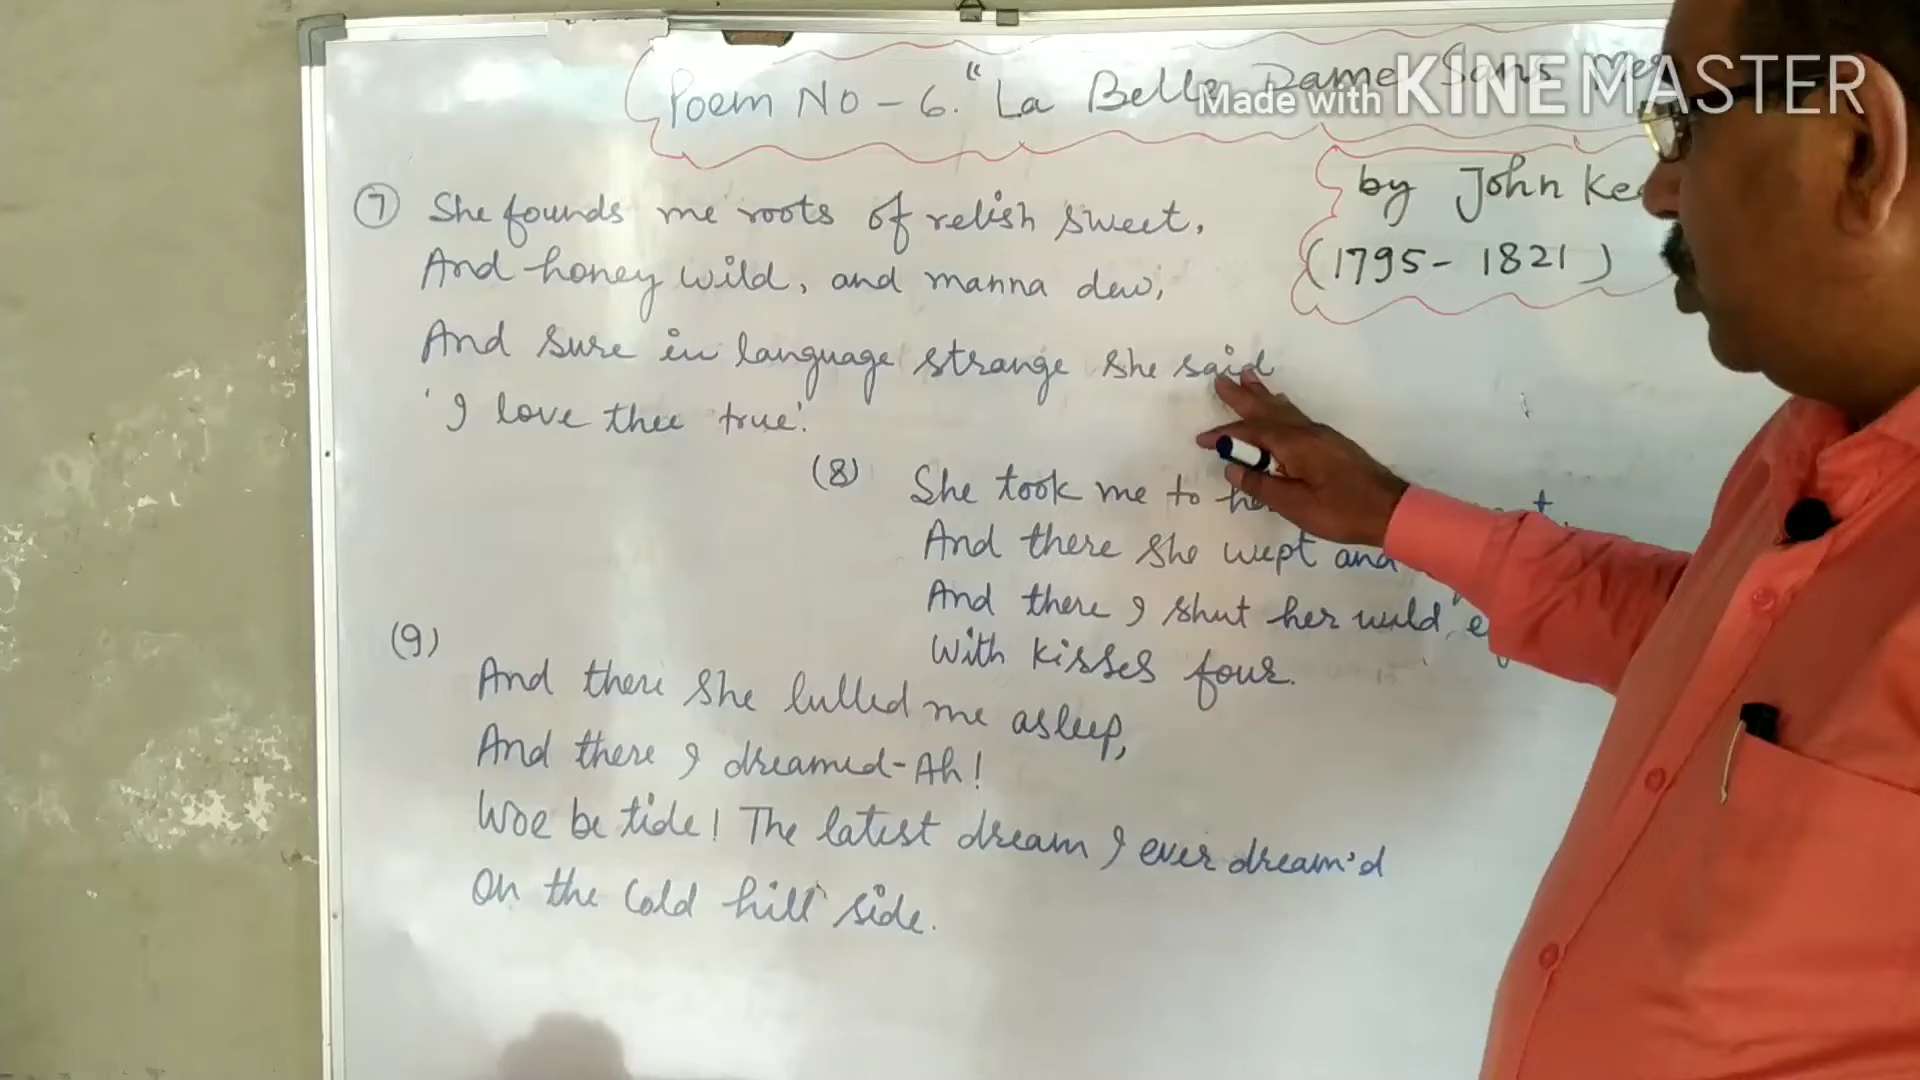 Poem No - 6. "La Belle Dame Sans Mer
Made with KINEMASTER
by John Ke
(1795 - 1821)
7 She founds me roots of relish sweet,
And honey wild, and manna dew,
And sure in language strange she said
'I love thee true'.
(8) She took me to
And there she wept and
And there I shut her wild
With kisses four.
(9)
And there she lulled me asleep,
And there I dreamed - Ah!
Woe be tide! The latest dream I ever dream'd
On the cold hill side.